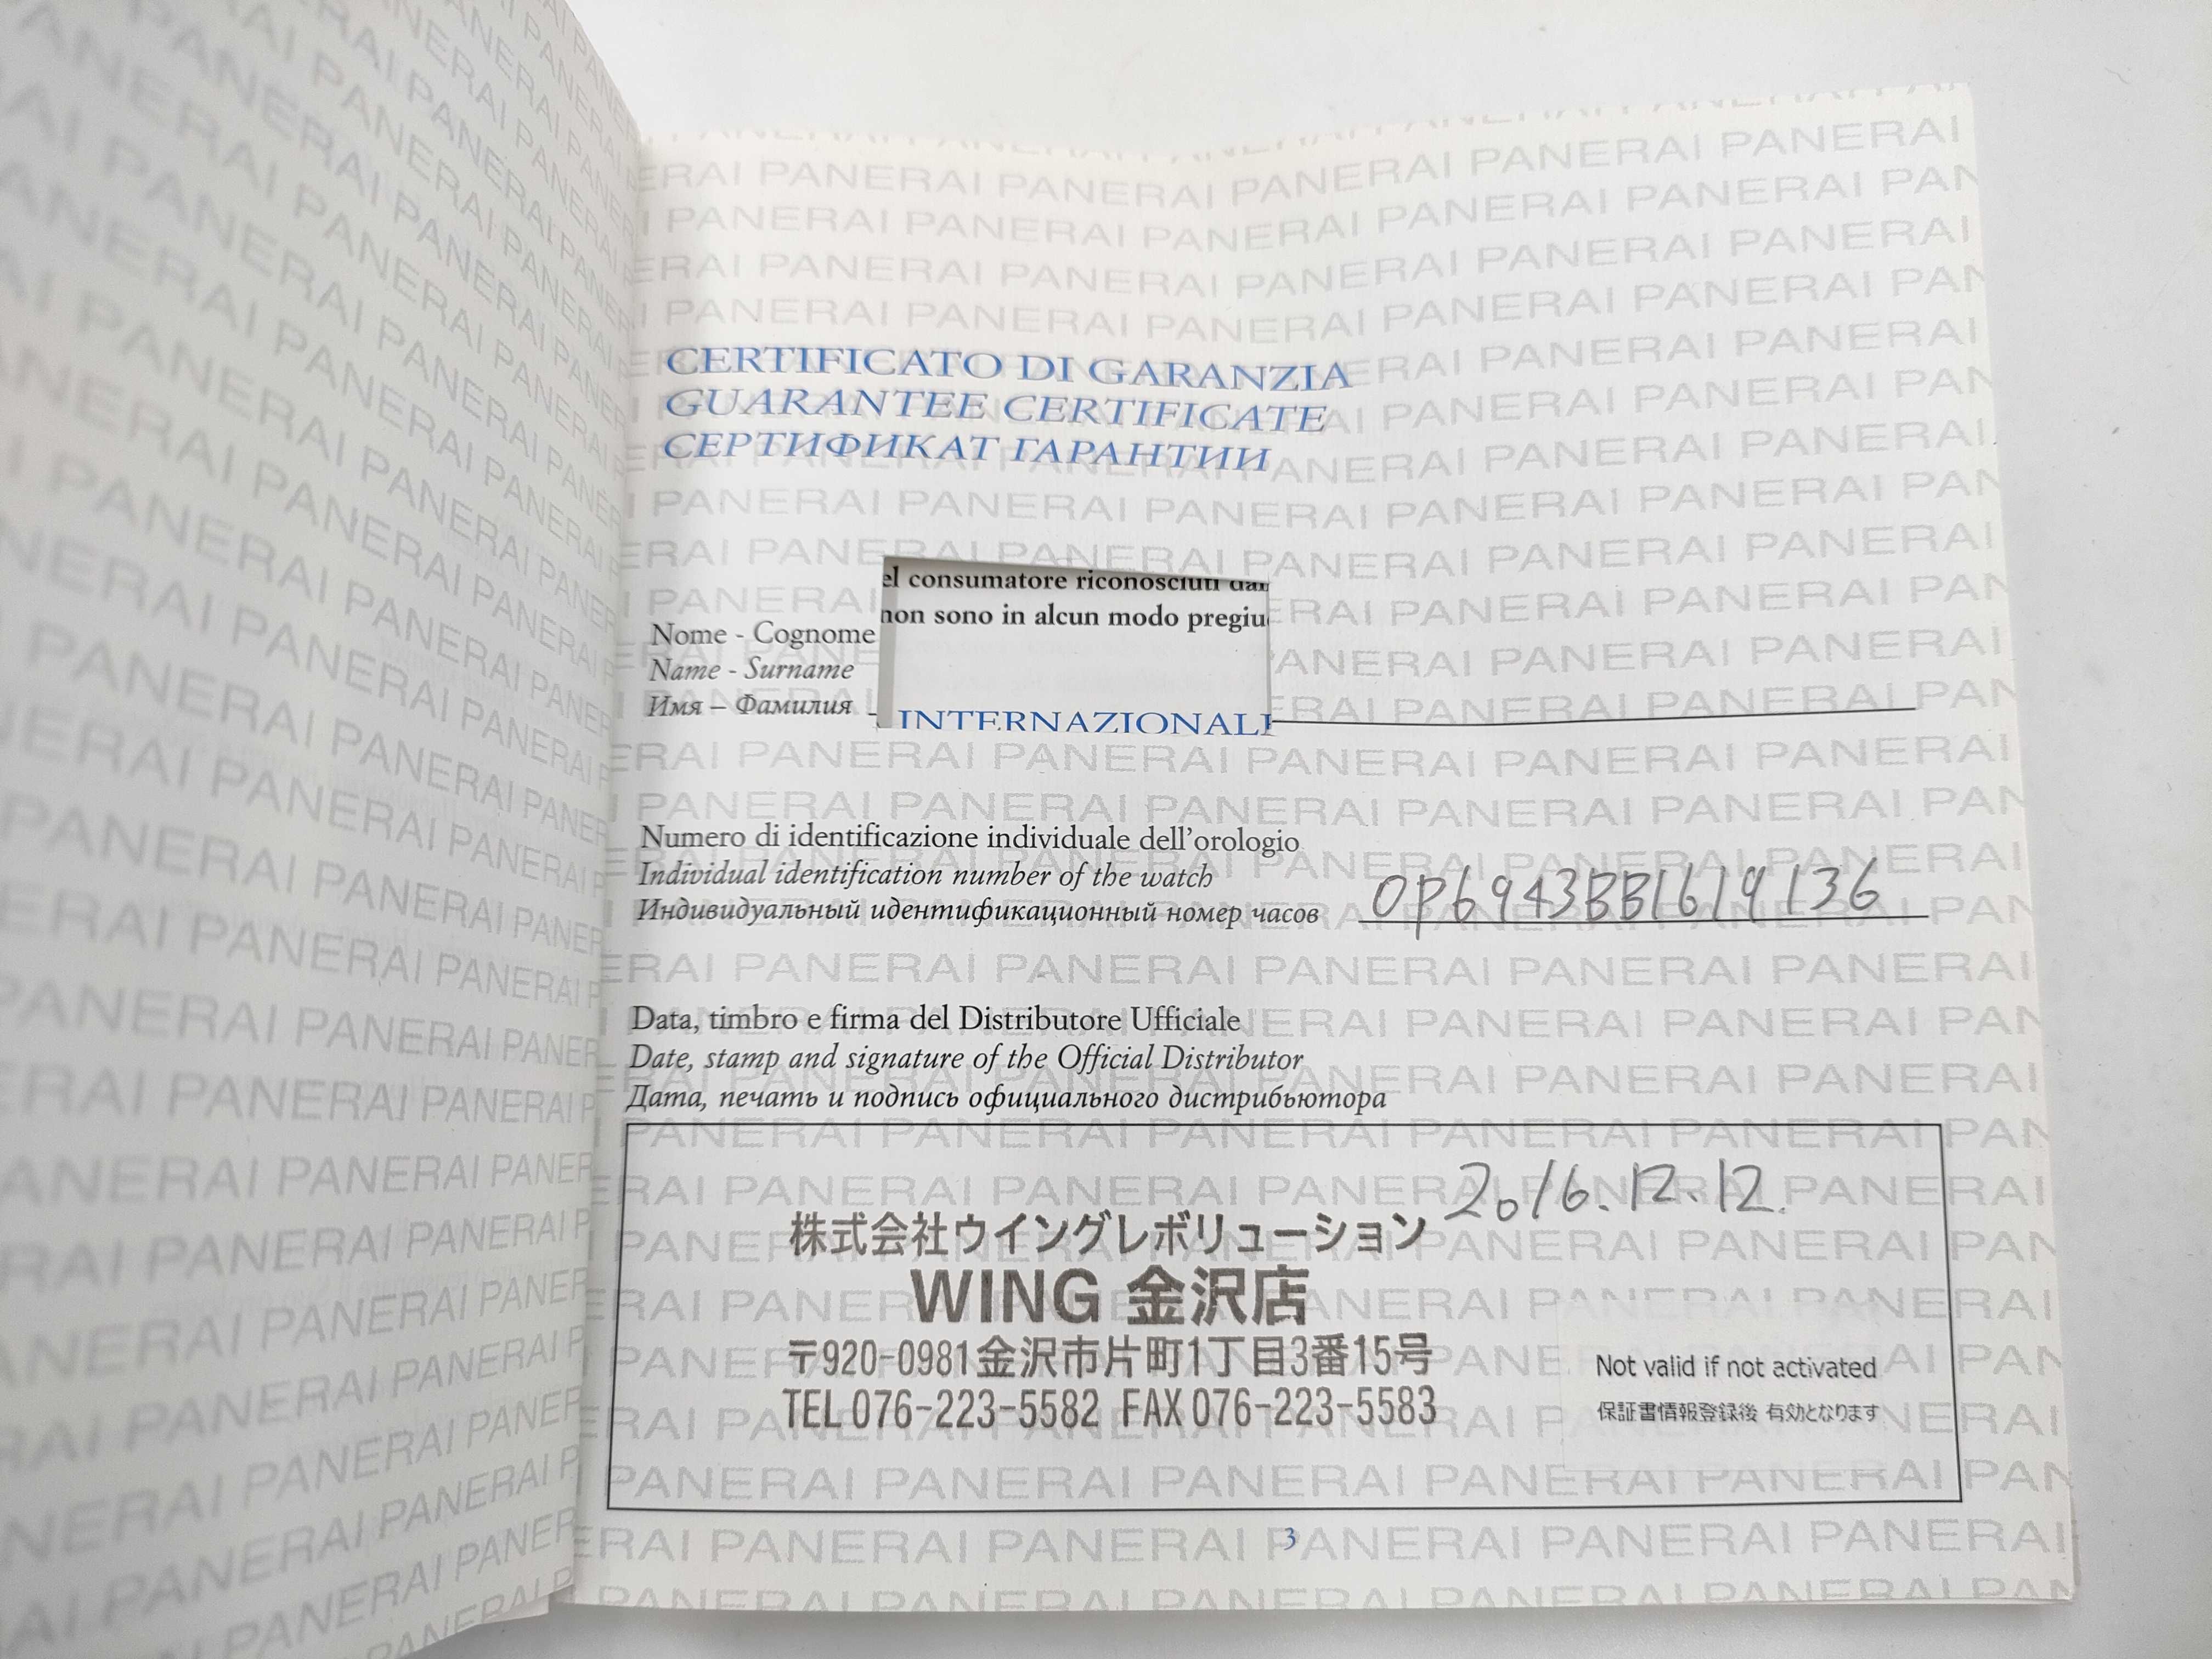 CERTIFICATO DI GARANZIA
GUARANTEE CERTIFICATE
СЕРТИФИКАТ ГАРАНТИИ
el consumatore riconosciuti dal
non sono in alcun modo pregiu
Nome - Cognome
Name - Surname
Имя – Фамилия
INTERNAZIONALE
Numero di identificazione individuale dell'orologio
Individual identification number of the watch
Индивидуальный идентификационный номер часов OP6943BB1619136
Data, timbro e firma del Distributore Ufficiale
Date, stamp and signature of the Official Distributor
Дата, печать и подпись официального дистрибьютора
2016.12.12.
株式会社ウイングレボリューション
WING 金沢店
〒920-0981金沢市片町1丁目3番15号
TEL 076-223-5582 FAX 076-223-5583
Not valid if not activated
保証書情報登録後 有効となります
3